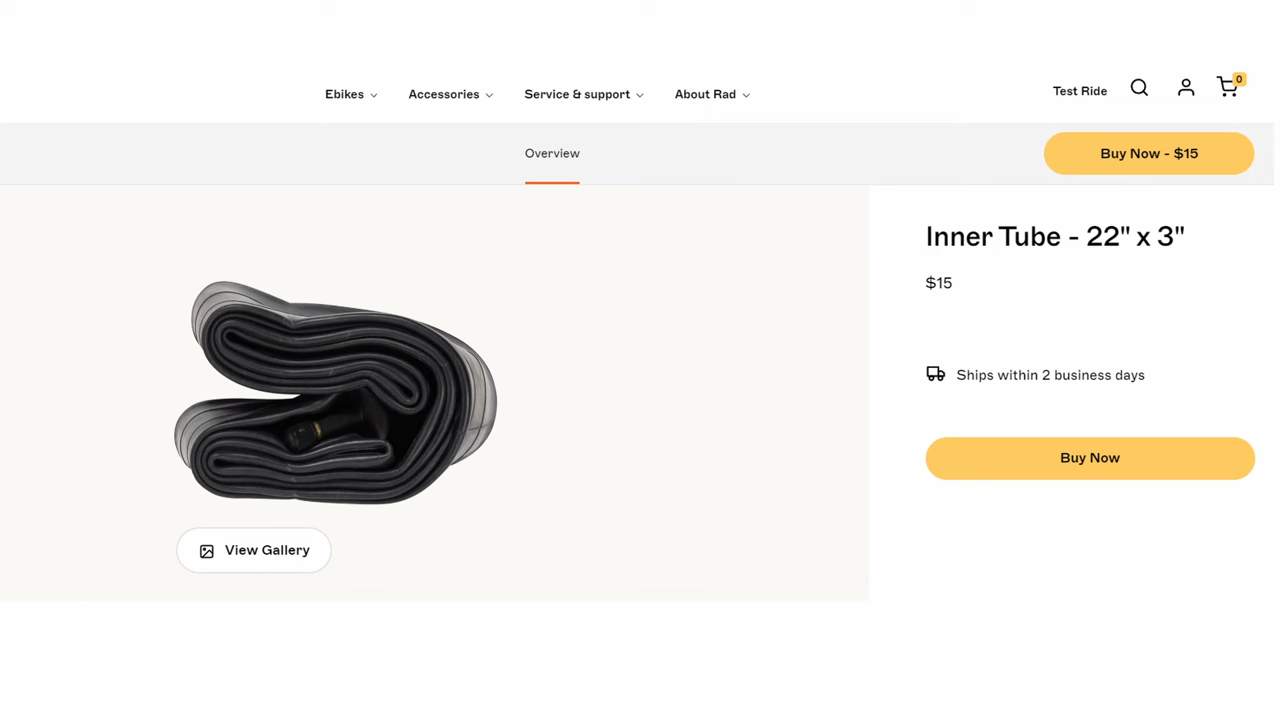 Ebikes Accessories Service & support About Rad Test Ride 0
Overview Buy Now - $15
Inner Tube - 22" x 3"
$15
Ships within 2 business days
Buy Now
View Gallery